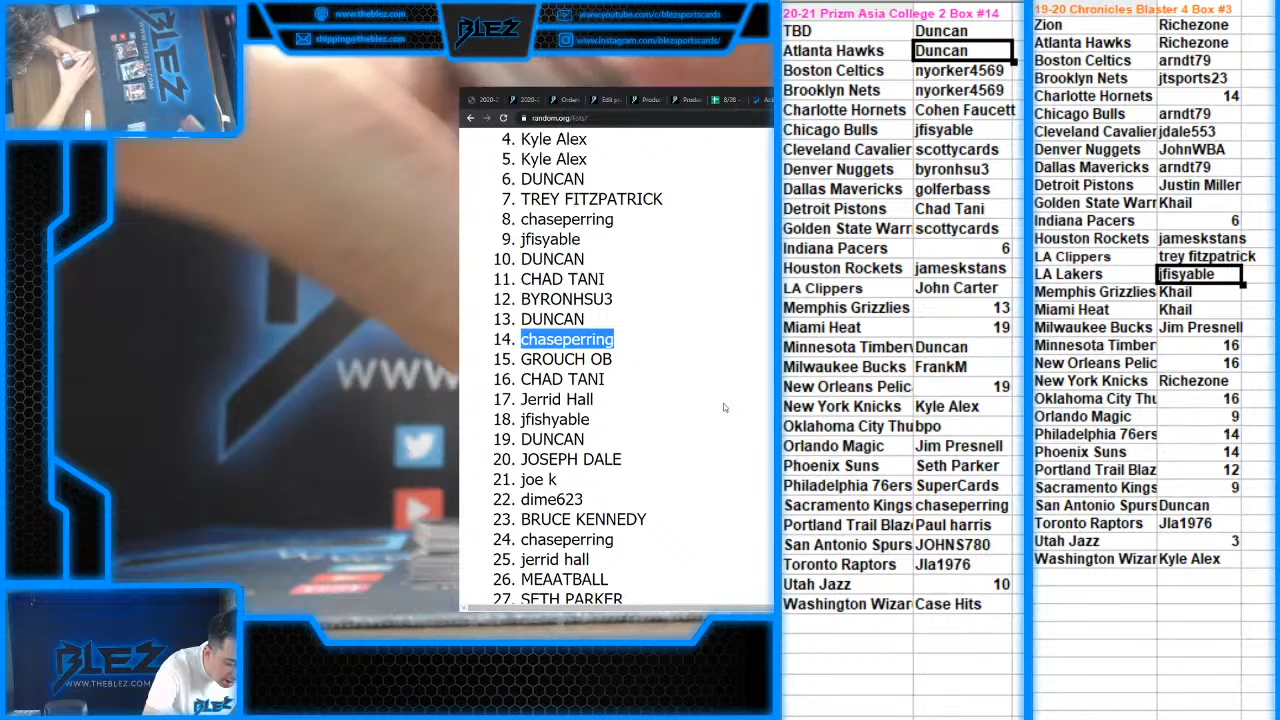 www.theblez.com
shipping@theblez.com
BLEZ
www.youtube.com/c/blezsportscards/
www.instagram.com/blezsportscards/
random.org/lists/
4. Kyle Alex
5. Kyle Alex
6. DUNCAN
7. TREY FITZPATRICK
8. chaseperring
9. jfisyable
10. DUNCAN
11. CHAD TANI
12. BYRONHSU3
13. DUNCAN
14. chaseperring
15. GROUCH OB
16. CHAD TANI
17. Jerrid Hall
18. jfishyable
19. DUNCAN
20. JOSEPH DALE
21. joe k
22. dime623
23. BRUCE KENNEDY
24. chaseperring
25. jerrid hall
26. MEAATBALL
27. SETH PARKER
WWW.
BLEZ
WWW.THEBLEZ.COM
20-21 Prizm Asia College 2 Box #14
TBD Duncan
Atlanta Hawks Duncan
Boston Celtics nyorker4569
Brooklyn Nets nyorker4569
Charlotte Hornets Cohen Faucett
Chicago Bulls jfisyable
Cleveland Cavalier scottycards
Denver Nuggets byronhsu3
Dallas Mavericks golferbass
Detroit Pistons Chad Tani
Golden State Warr scottycards
Indiana Pacers 6
Houston Rockets jameskstans
LA Clippers John Carter
Memphis Grizzlies 13
Miami Heat 19
Minnesota Timberv Duncan
Milwaukee Bucks FrankM
New Orleans Pelic 19
New York Knicks Kyle Alex
Oklahoma City Thu bpo
Orlando Magic Jim Presnell
Phoenix Suns Seth Parker
Philadelphia 76ers SuperCards
Sacramento Kings chaseperring
Portland Trail Blaze Paul harris
San Antonio Spurs JOHNS780
Toronto Raptors Jla1976
Utah Jazz 10
Washington Wizar Case Hits
19-20 Chronicles Blaster 4 Box #3
Zion Richezone
Atlanta Hawks Richezone
Boston Celtics arndt79
Brooklyn Nets jtsports23
Charlotte Hornets 14
Chicago Bulls arndt79
Cleveland Cavalier jdale553
Denver Nuggets JohnWBA
Dallas Mavericks arndt79
Detroit Pistons Justin Miller
Golden State Warr Khail
Indiana Pacers 6
Houston Rockets jameskstans
LA Clippers trey fitzpatrick
LA Lakers jfisyable
Memphis Grizzlies Khail
Miami Heat Khail
Milwaukee Bucks Jim Presnell
Minnesota Timber 16
New Orleans Pelic 16
New York Knicks Richezone
Oklahoma City Thu 16
Orlando Magic 9
Philadelphia 76ers 14
Phoenix Suns 14
Portland Trail Blaz 12
Sacramento Kings 9
San Antonio Spurs Duncan
Toronto Raptors Jla1976
Utah Jazz 3
Washington Wizar Kyle Alex